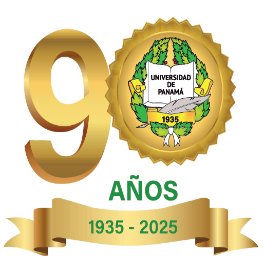 90
UNIVERSIDAD
DE
PANAMÁ
1935
AÑOS
1935 - 2025